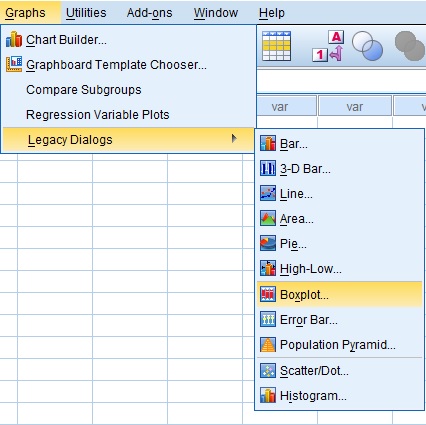 Graphs Utilities Add-ons Window Help
Chart Builder...
Graphboard Template Chooser...
Compare Subgroups
Regression Variable Plots
Legacy Dialogs
A
1
var var
Bar...
3-D Bar...
Line...
Area...
Pie...
High-Low...
Boxplot...
Error Bar...
Population Pyramid...
Scatter/Dot...
Histogram...